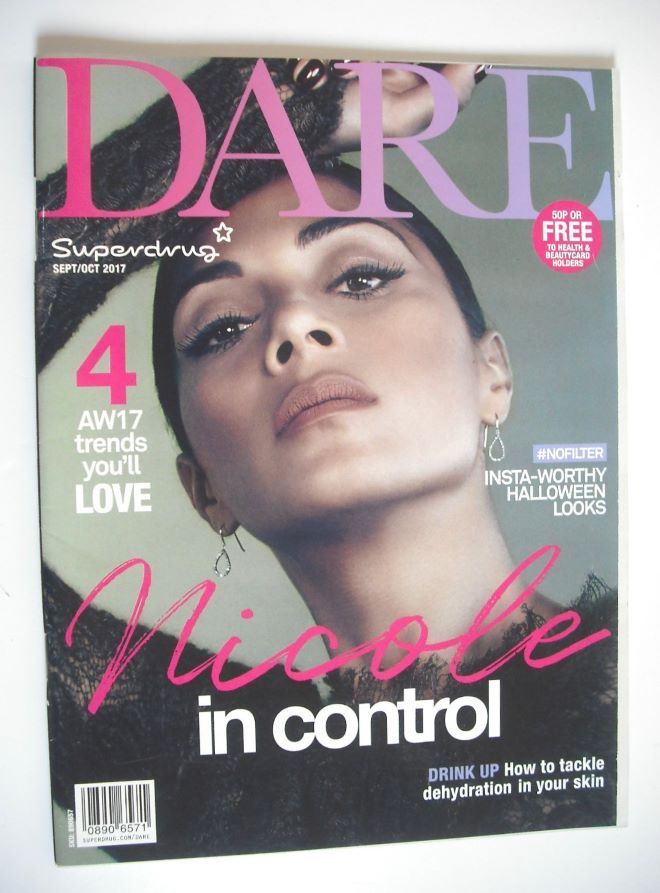 DARE
Superdrug
SEPT/OCT 2017
50P OR
FREE
TO HEALTH &
BEAUTYCARD
HOLDERS
4
AW17
trends
you'll
LOVE
#NOFILTER
INSTA-WORTHY
HALLOWEEN
LOOKS
Nicole
in control
DRINK UP How to tackle
dehydration in your skin
0890 6571
SUPERDRUG.COM/DARE